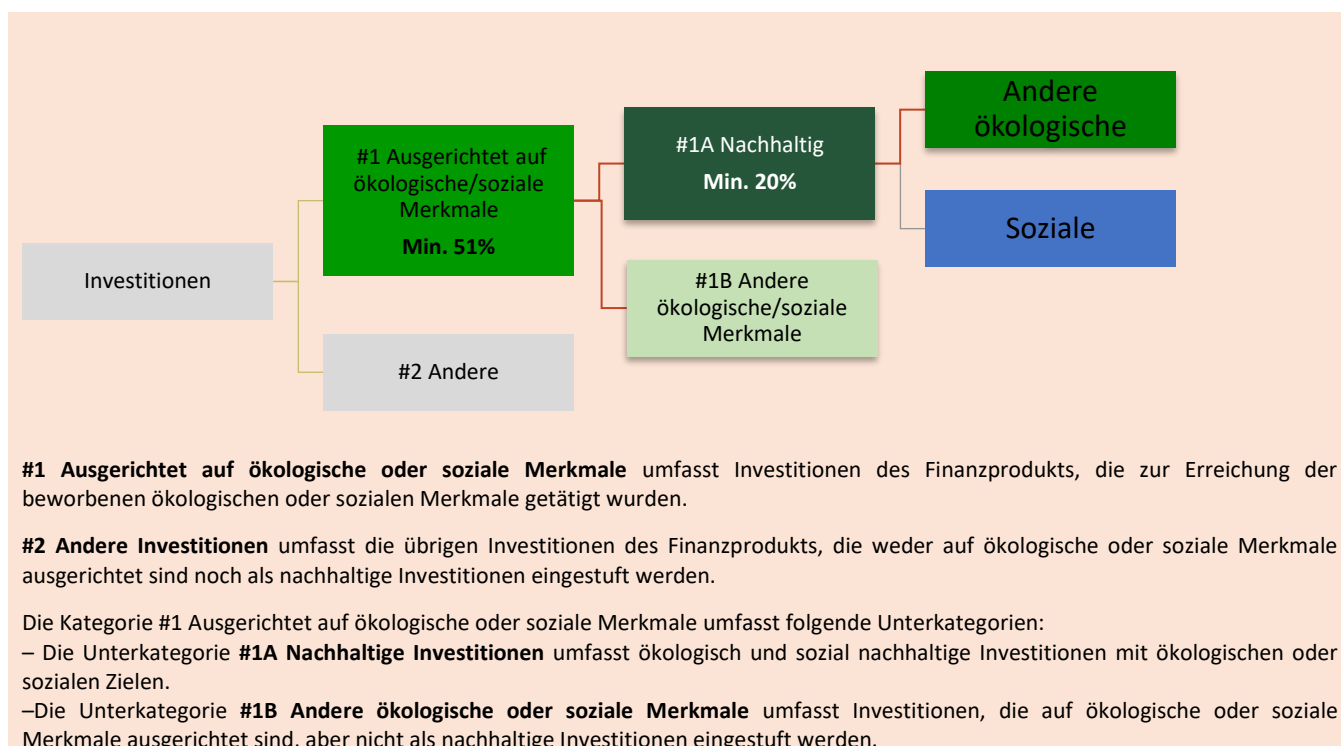 Andere
ökologische
#1A Nachhaltig
Min. 20%
#1 Ausgerichtet auf
ökologische/soziale
Merkmale
Min. 51%
Soziale
Investitionen
#1B Andere
ökologische/soziale
Merkmale
#2 Andere
#1 Ausgerichtet auf ökologische oder soziale Merkmale umfasst Investitionen des Finanzprodukts, die zur Erreichung der
beworbenen ökologischen oder sozialen Merkmale getätigt wurden.
#2 Andere Investitionen umfasst die übrigen Investitionen des Finanzprodukts, die weder auf ökologische oder soziale Merkmale
ausgerichtet sind noch als nachhaltige Investitionen eingestuft werden.
Die Kategorie #1 Ausgerichtet auf ökologische oder soziale Merkmale umfasst folgende Unterkategorien:
– Die Unterkategorie #1A Nachhaltige Investitionen umfasst ökologisch und sozial nachhaltige Investitionen mit ökologischen oder
sozialen Zielen.
–Die Unterkategorie #1B Andere ökologische oder soziale Merkmale umfasst Investitionen, die auf ökologische oder soziale
Merkmale ausgerichtet sind, aber nicht als nachhaltige Investitionen eingestuft werden.